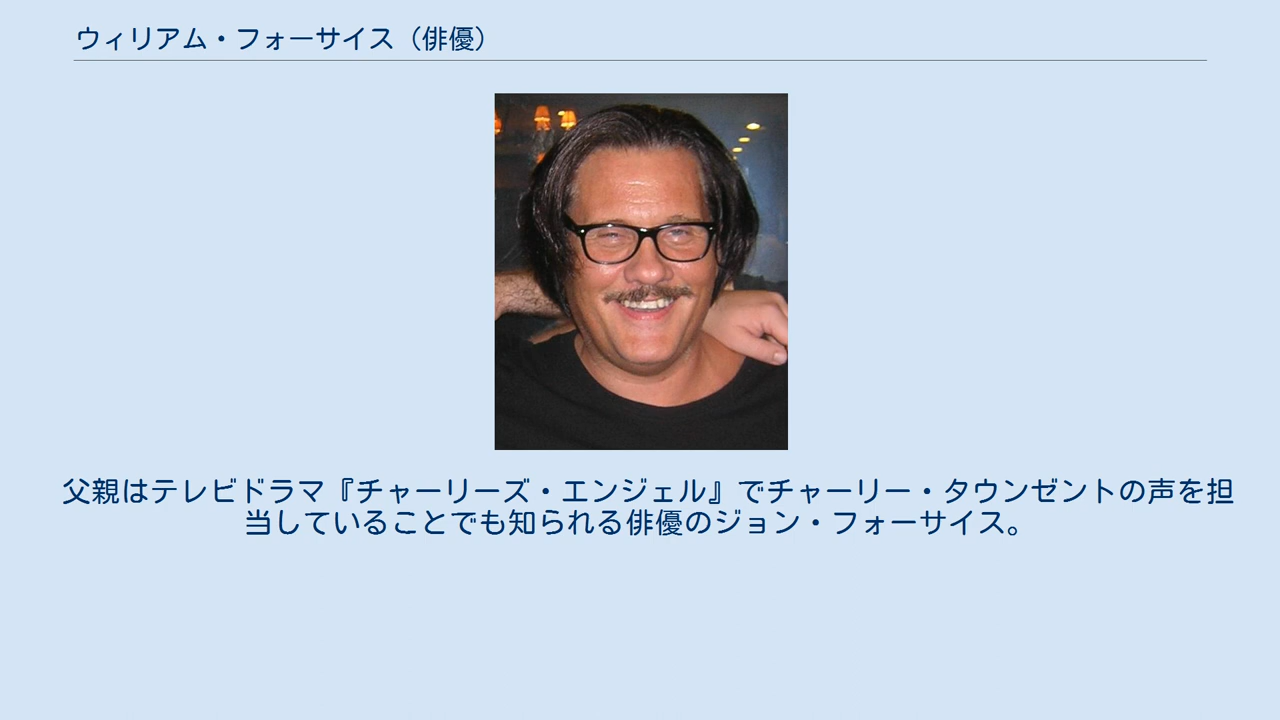 ウィリアム・フォーサイス（俳優）
父親はテレビドラマ『チャーリーズ・エンジェル』でチャーリー・タウンゼントの声を担
当していることでも知られる俳優のジョン・フォーサイス。